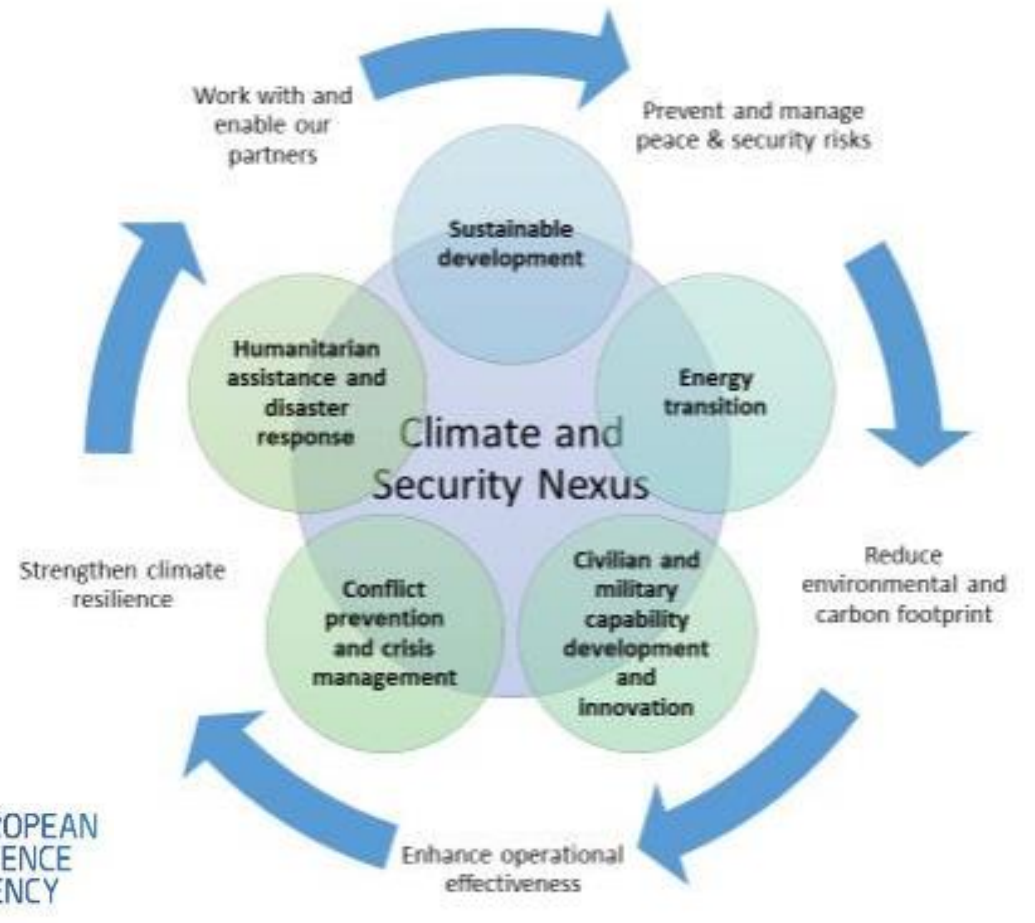 Work with and
enable our
partners
Prevent and manage
peace & security risks
Sustainable
development
Humanitarian
assistance and
disaster
response
Energy
transition
Climate and
Security Nexus
Strengthen climate
resilience
Conflict
prevention
and crisis
management
Civilian and
military
capability
development
and
innovation
Reduce
environmental and
carbon footprint
Enhance operational
effectiveness
OPEAN
ENCE
ENCY